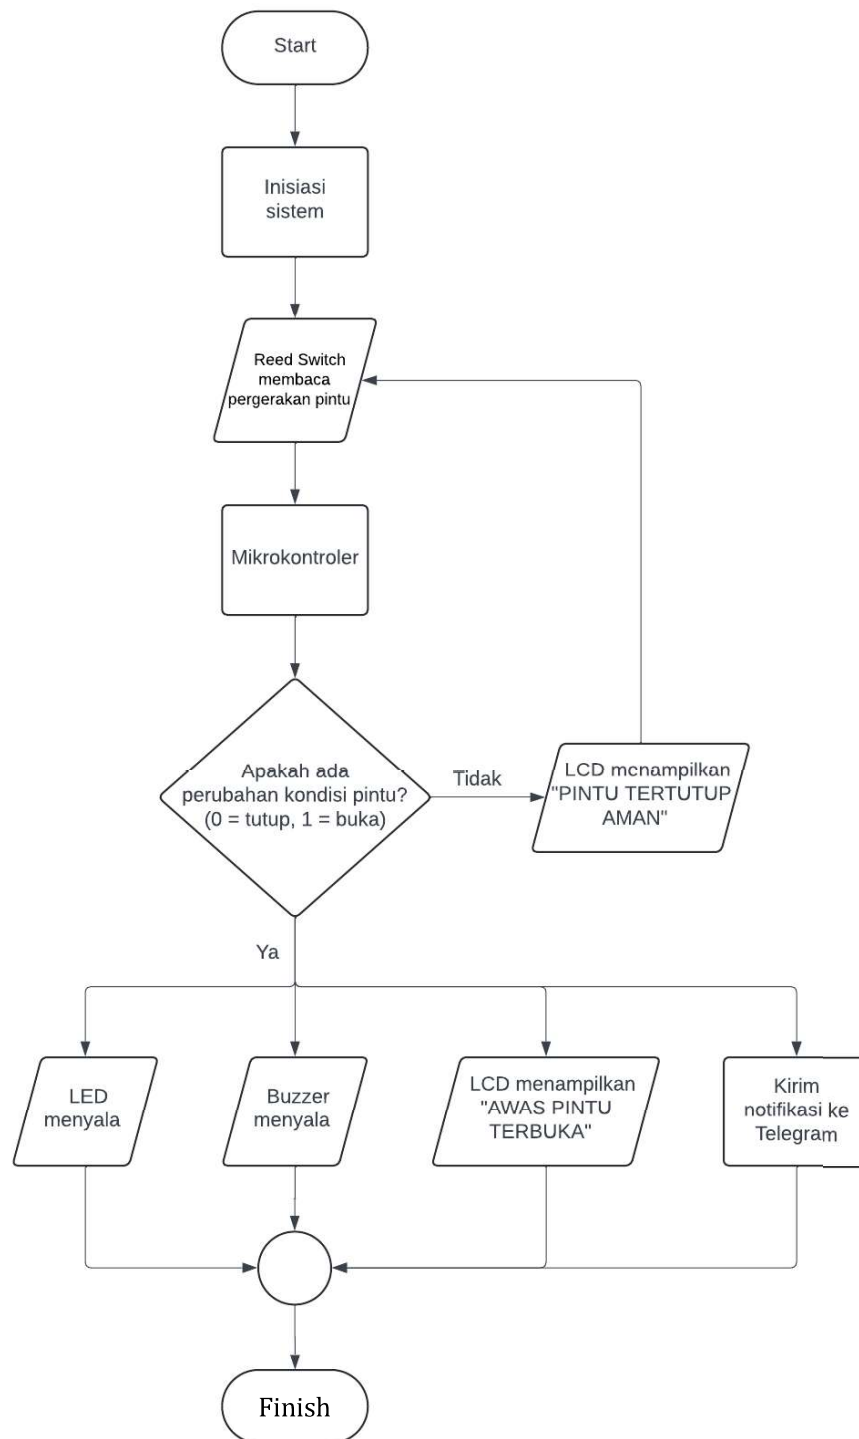 Start
Inisiasi
sistem
Reed Switch
membaca
pergerakan pintu
Mikrokontroler
Apakah ada
perubahan kondisi pintu?
(0 = tutup, 1 = buka)
Tidak
LCD menampilkan
"PINTU TERTUTUP
AMAN"
Ya
LED
menyala
Buzzer
menyala
LCD menampilkan
"AWAS PINTU
TERBUKA"
Kirim
notifikasi ke
Telegram
Finish